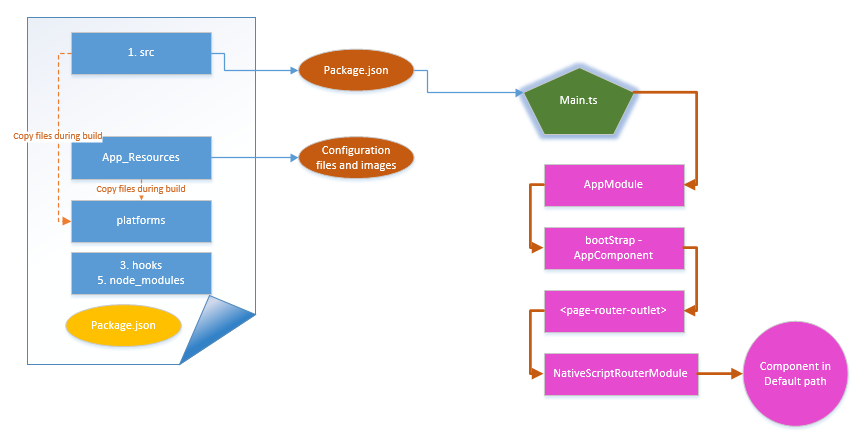 1. src
Package.json
Main.ts
Copy files during build
App_Resources
Configuration
files and images
Copy files during build
platforms
3. hooks
5. node_modules
Package.json
AppModule
bootStrap -
AppComponent
<page-router-outlet>
NativeScriptRouterModule
Component in
Default path